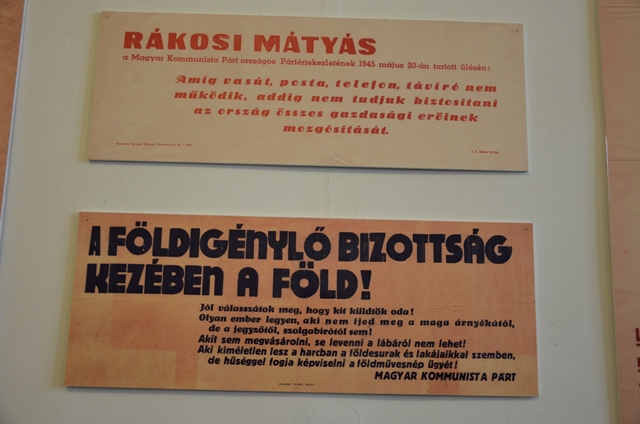 RÁKOSI MÁTYÁS
a Magyar Kommunista Párt országos Pártértekezletének 1945 május 20-án tartott ülésén:
Amig vasút, posta, telefon, távíró nem
működik, addig nem tudjuk biztosítani
az ország összes gazdasági erőinek
mozgósítását.
A FÖLDIGÉNYLŐ BIZOTTSÁG
KEZÉBEN A FÖLD!
Jól válasszátok meg, hogy kit küldtök oda!
Olyan ember legyen, aki nem ijed meg a maga árnyékától,
de a jegyzőtől, szolgabírótól sem!
Akit sem megvásárolni, se levenni a lábáról nem lehet!
Aki kíméletlen lesz a harcban a földesurak és lakájaikkal szemben,
de hűséggel fogja képviselni a földművesnép ügyét!
MAGYAR KOMMUNISTA PÁRT